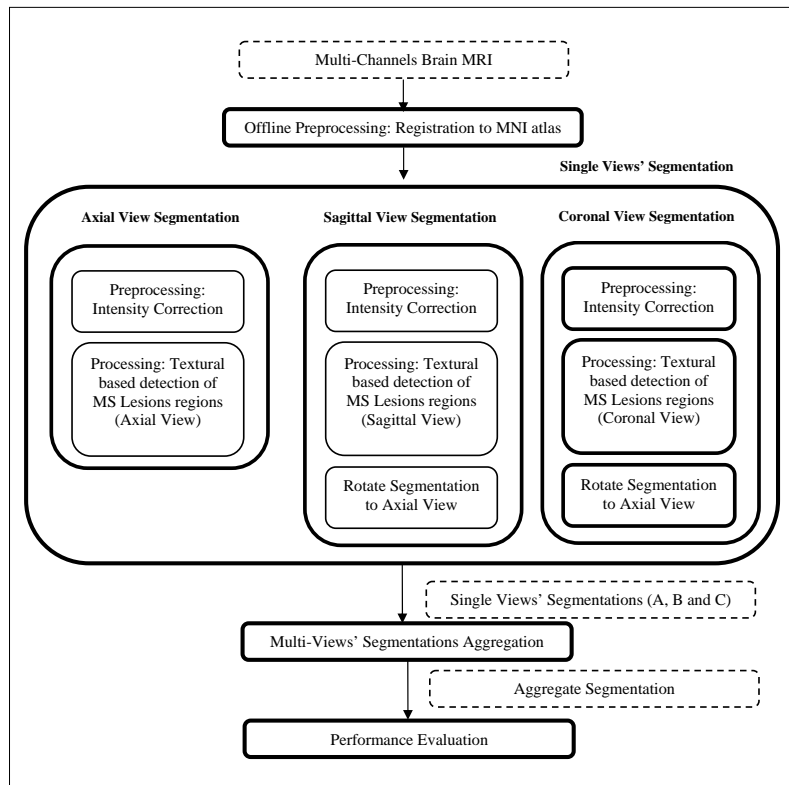 Multi-Channels Brain MRI
Offline Preprocessing: Registration to MNI atlas
Single Views’ Segmentation
Axial View Segmentation
Preprocessing:
Intensity Correction
Processing: Textural
based detection of
MS Lesions regions
(Axial View)
Sagittal View Segmentation
Preprocessing:
Intensity Correction
Processing: Textural
based detection of
MS Lesions regions
(Sagittal View)
Rotate Segmentation
to Axial View
Coronal View Segmentation
Preprocessing:
Intensity Correction
Processing: Textural
based detection of
MS Lesions regions
(Coronal View)
Rotate Segmentation
to Axial View
Single Views’ Segmentations (A, B and C)
Multi-Views’ Segmentations Aggregation
Aggregate Segmentation
Performance Evaluation